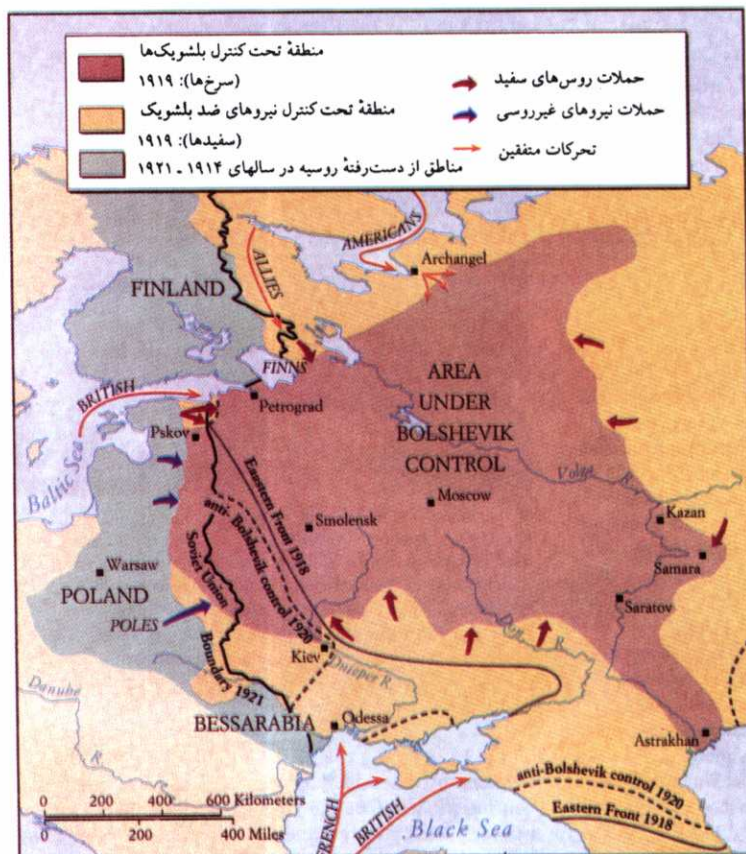 منطقهٔ تحت کنترل بلشویک‌ها
(سرخ‌ها): ۱۹۱۹
منطقهٔ تحت کنترل نیروهای ضد بلشویک
(سفیدها): ۱۹۱۹
مناطق از دست‌رفتهٔ روسیه در سالهای ۱۹۱۴ ـ ۱۹۲۱
حملات روس‌های سفید
حملات نیروهای غیرروسی
تحرکات متفقین
AMERICANS
Archangel
ALLIES
FINLAND
FINNS
BRITISH
Petrograd
Pskov
Baltic Sea
AREA
UNDER
BOLSHEVIK
CONTROL
Volga R.
Eastern Front 1918
anti-Bolshevik control 1920
Soviet Union
Boundary 1921
Moscow
Smolensk
Kazan
Samara
Saratov
Warsaw
POLAND
POLES
Don R.
Kiev
Dnieper R.
Danube
R
BESSARABIA
Odessa
Astrakhan
anti-Bolshevik control 1920
Eastern Front 1918
0 200 400 600 Kilometers
0 200 400 Miles
FRENCH
BRITISH
Black Sea